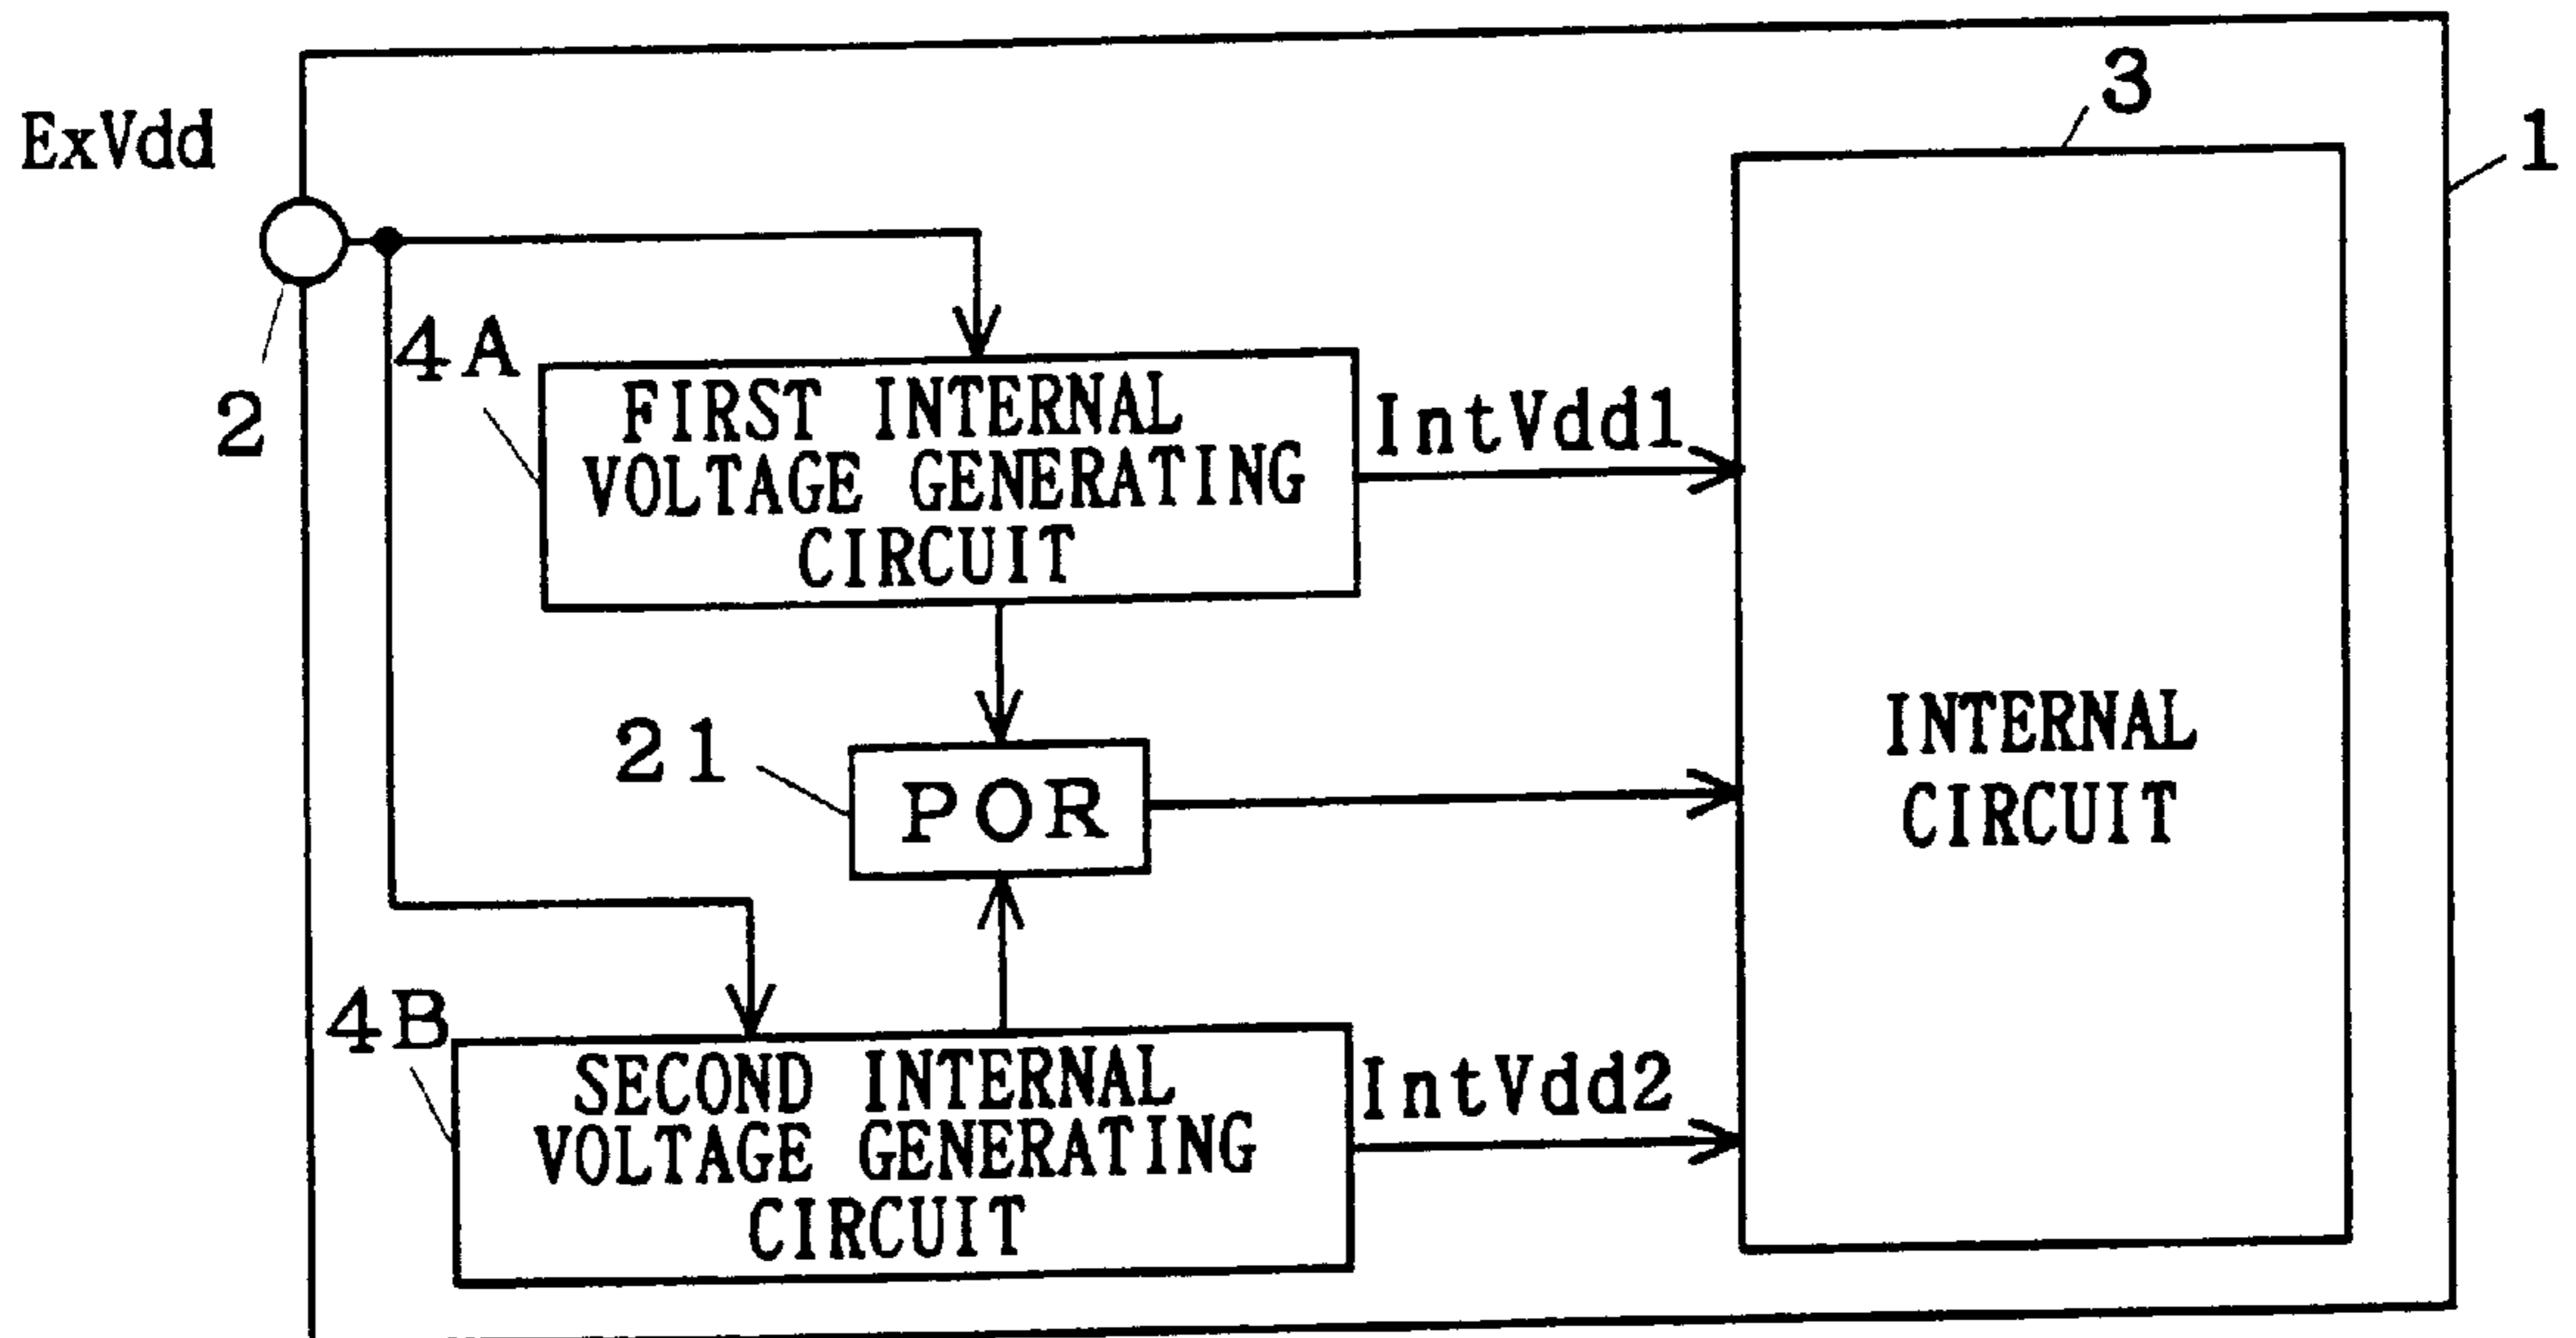 3
1
ExVdd
2
4A
FIRST INTERNAL
VOLTAGE GENERATING
CIRCUIT
IntVdd1
21
POR
INTERNAL
CIRCUIT
4B
SECOND INTERNAL
VOLTAGE GENERATING
CIRCUIT
IntVdd2